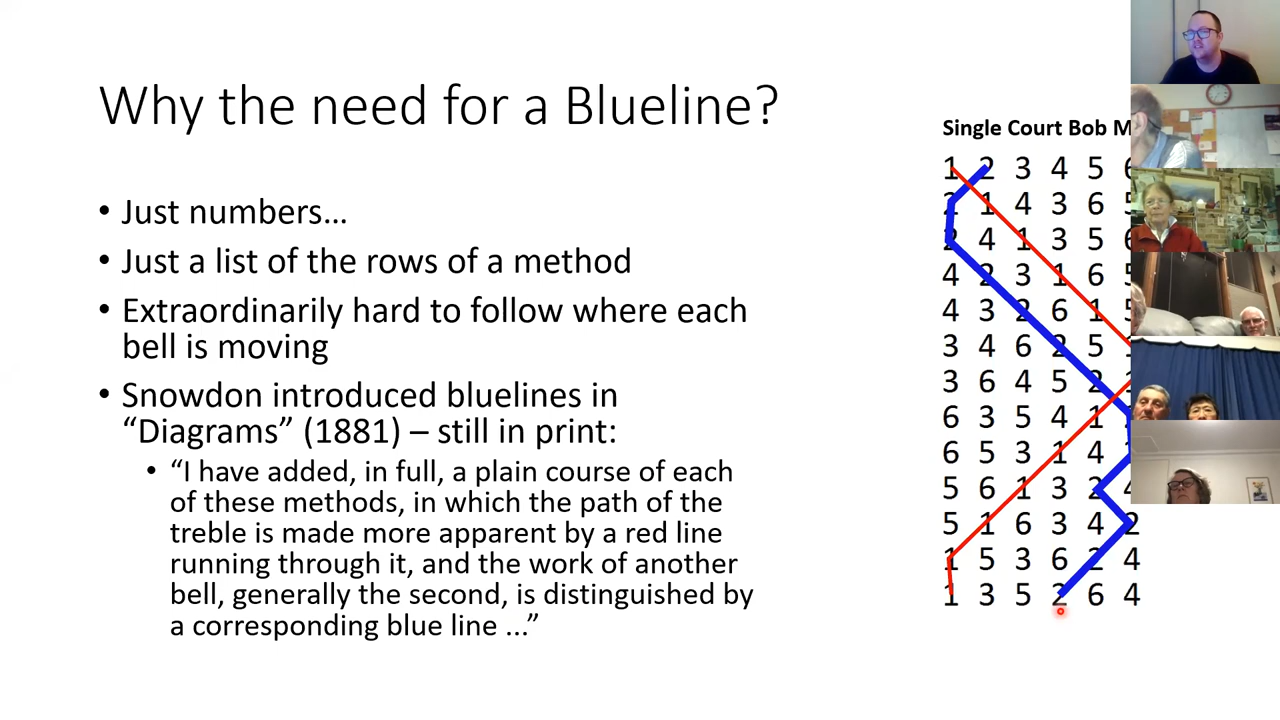 Why the need for a Blueline?
• Just numbers…
• Just a list of the rows of a method
• Extraordinarily hard to follow where each
bell is moving
• Snowdon introduced bluelines in
“Diagrams” (1881) – still in print:
• “I have added, in full, a plain course of each
of these methods, in which the path of the
treble is made more apparent by a red line
running through it, and the work of another
bell, generally the second, is distinguished by
a corresponding blue line ...”
Single Court Bob M
1 2 3 4 5 6
2 1 4 3 6 5
2 4 1 3 5 6
4 2 3 1 6 5
4 3 2 6 1 5
3 4 6 2 5 1
3 6 4 5 2 1
6 3 5 4 1
6 5 3 1 4
5 6 1 3 2 4
5 1 6 3 4 2
1 5 3 6 2 4
1 3 5 2 6 4